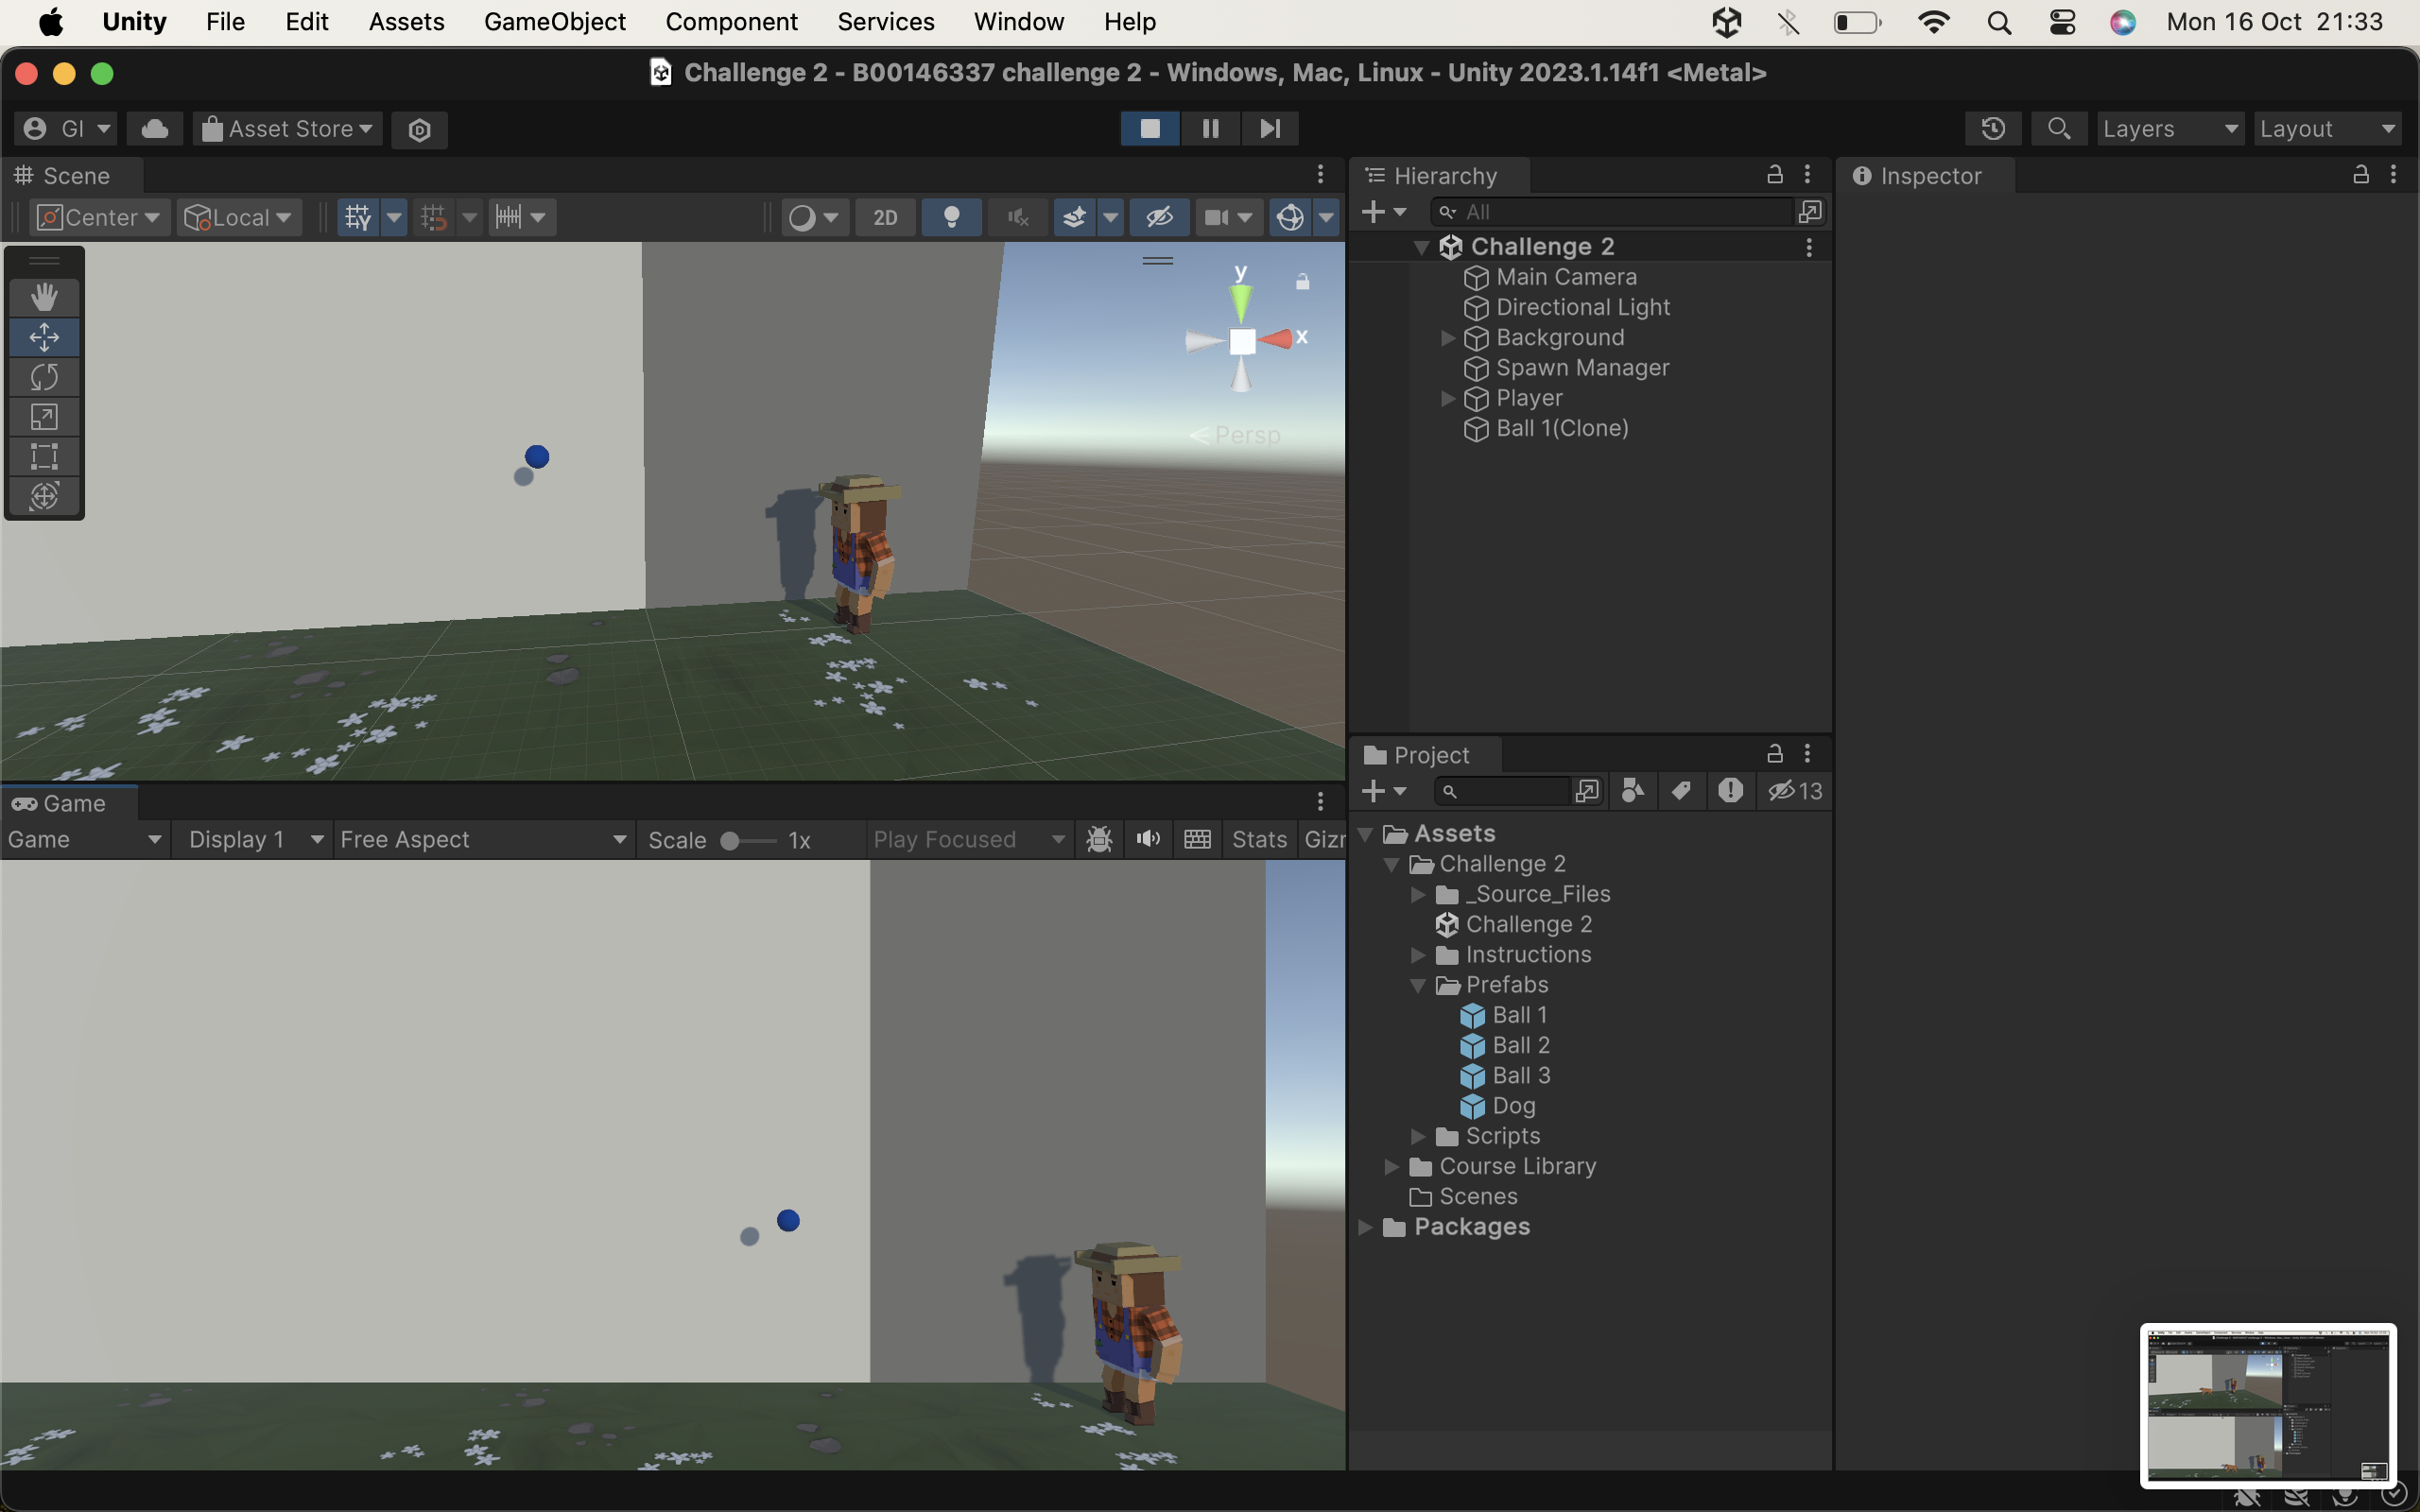 Unity File Edit Assets GameObject Component Services Window Help Mon 16 Oct 21:33
Challenge 2 - B00146337 challenge 2 - Windows, Mac, Linux - Unity 2023.1.14f1 <Metal>
GI Asset Store Layers Layout
Scene
Center Local 2D
y
x
Persp
Game
Game Display 1 Free Aspect Scale 1x Play Focused Stats Giz
Hierarchy
All
Challenge 2
Main Camera
Directional Light
Background
Spawn Manager
Player
Ball 1(Clone)
Project
13
Assets
Challenge 2
_Source_Files
Challenge 2
Instructions
Prefabs
Ball 1
Ball 2
Ball 3
Dog
Scripts
Course Library
Scenes
Packages
Inspector